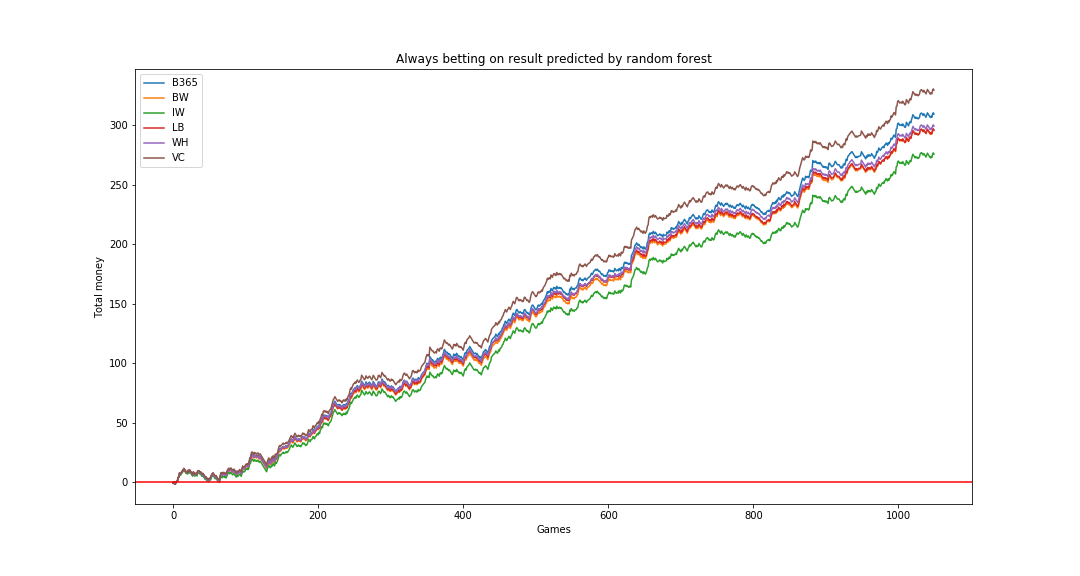 Always betting on result predicted by random forest
B365
BW
IW
LB
WH
VC
Total money
300
250
200
150
100
50
0
0 200 400 600 800 1000
Games